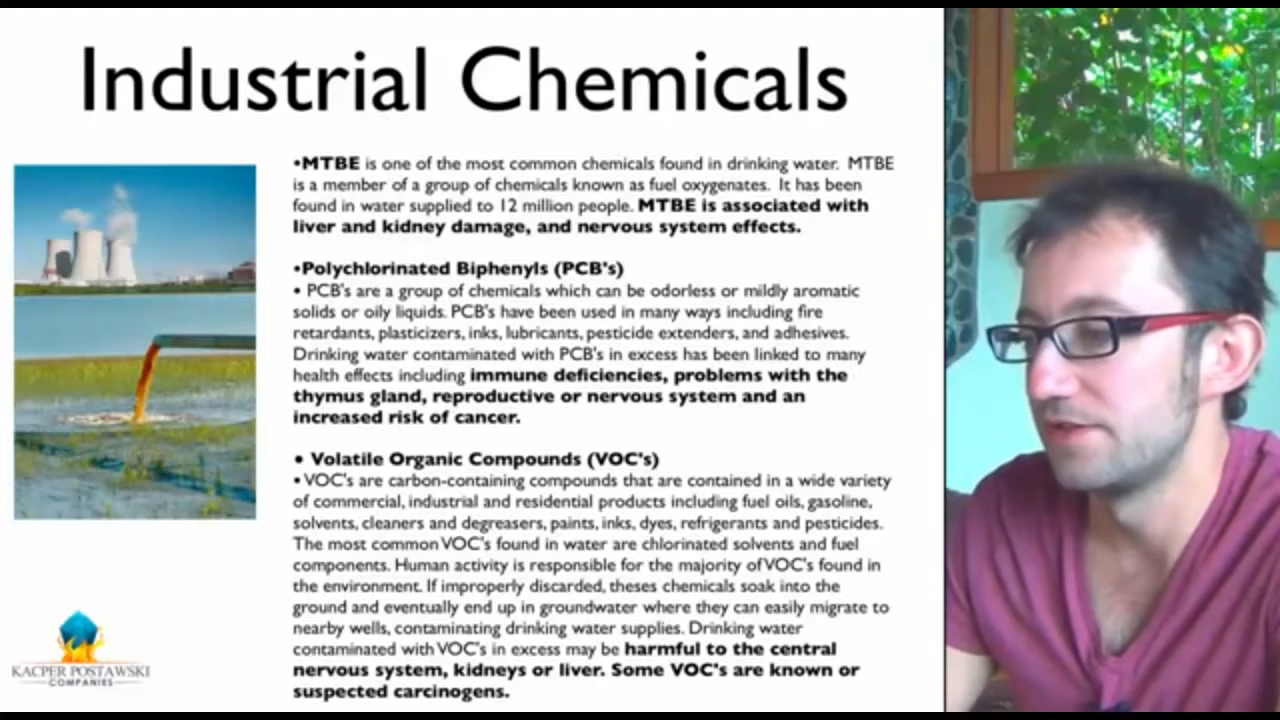 Industrial Chemicals
•MTBE is one of the most common chemicals found in drinking water. MTBE
is a member of a group of chemicals known as fuel oxygenates. It has been
found in water supplied to 12 million people. MTBE is associated with
liver and kidney damage, and nervous system effects.
•Polychlorinated Biphenyls (PCB's)
• PCB's are a group of chemicals which can be odorless or mildly aromatic
solids or oily liquids. PCB's have been used in many ways including fire
retardants, plasticizers, inks, lubricants, pesticide extenders, and adhesives.
Drinking water contaminated with PCB's in excess has been linked to many
health effects including immune deficiencies, problems with the
thymus gland, reproductive or nervous system and an
increased risk of cancer.
• Volatile Organic Compounds (VOC's)
• VOC's are carbon-containing compounds that are contained in a wide variety
of commercial, industrial and residential products including fuel oils, gasoline,
solvents, cleaners and degreasers, paints, inks, dyes, refrigerants and pesticides.
The most common VOC's found in water are chlorinated solvents and fuel
components. Human activity is responsible for the majority of VOC's found in
the environment. If improperly discarded, theses chemicals soak into the
ground and eventually end up in groundwater where they can easily migrate to
nearby wells, contaminating drinking water supplies. Drinking water
contaminated with VOC's in excess may be harmful to the central
nervous system, kidneys or liver. Some VOC's are known or
suspected carcinogens.
KACPER POSTAWSKI
COMPANIES